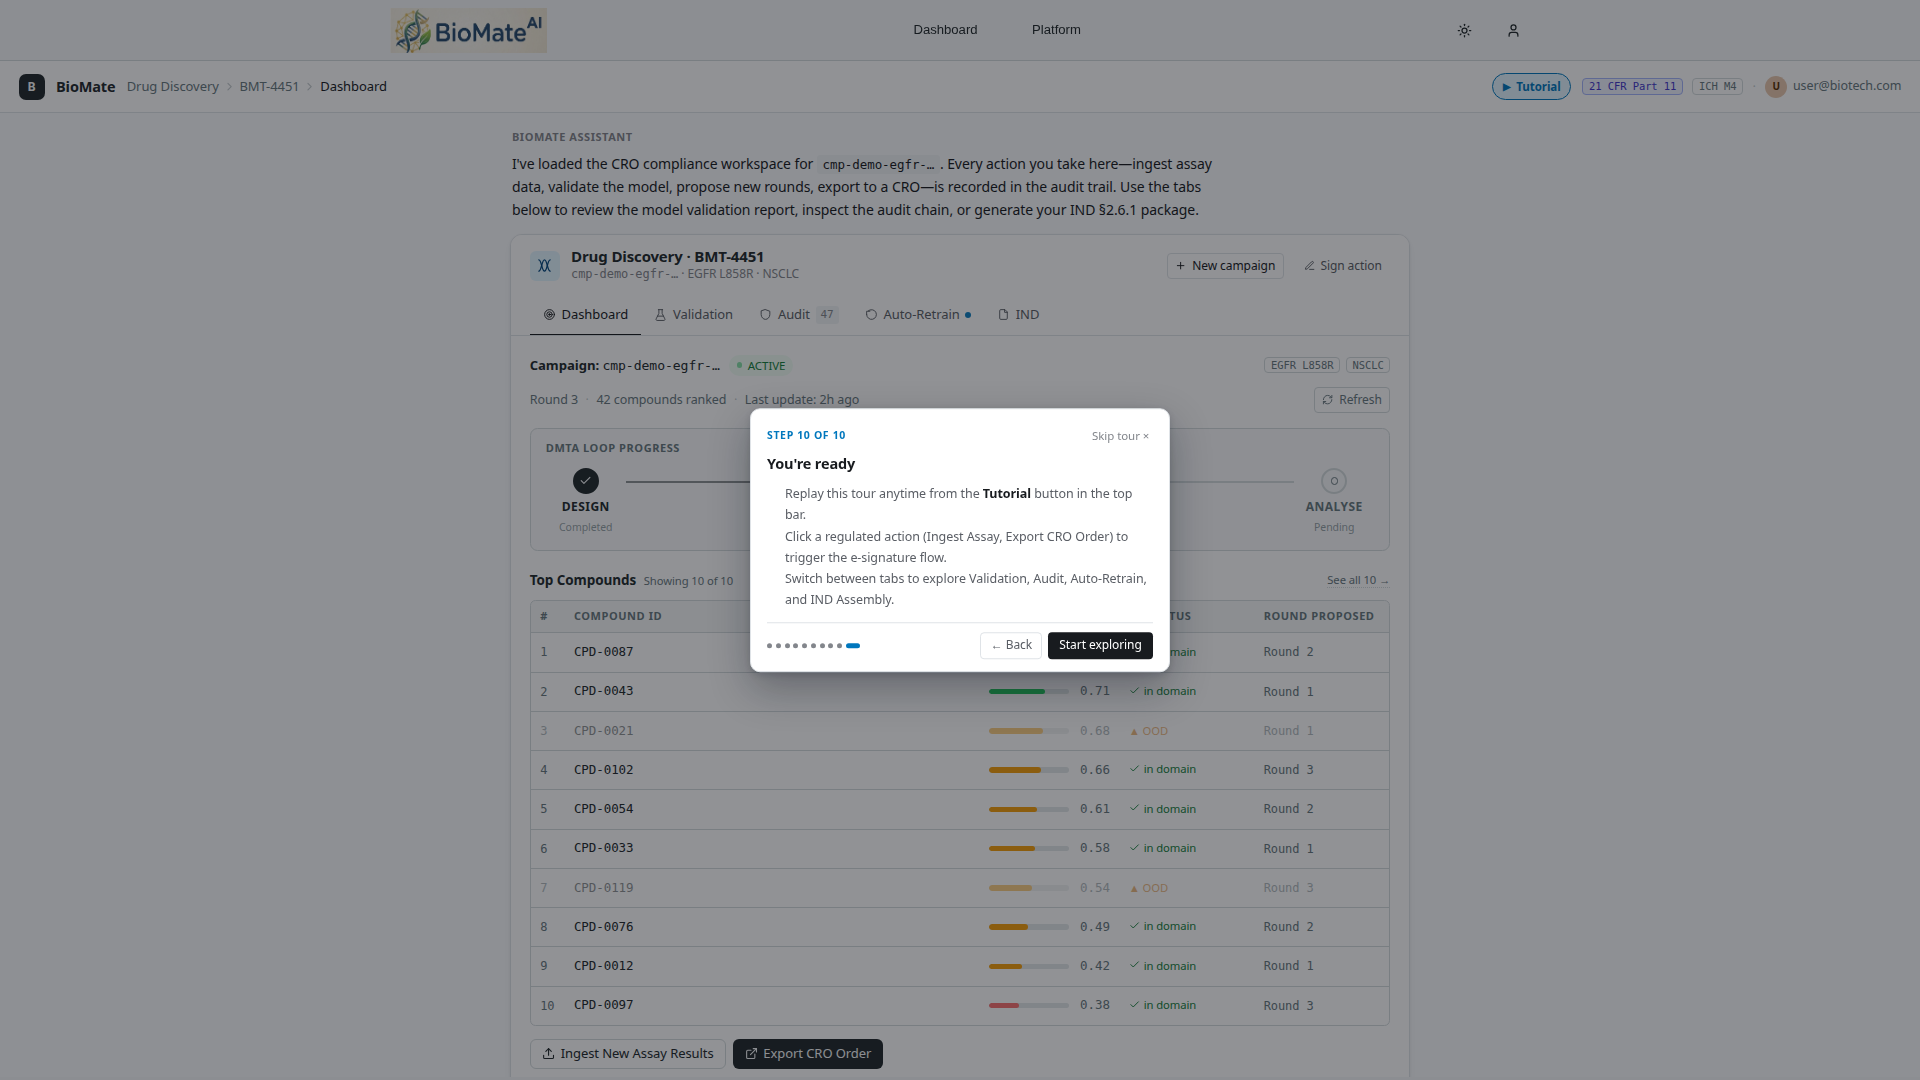 BioMate AI
Dashboard
Platform
B BioMate Drug Discovery > BMT-4451 > Dashboard
▶ Tutorial 21 CFR Part 11 ICH M4 · U user@biotech.com
BIOMATE ASSISTANT
I've loaded the CRO compliance workspace for cmp-demo-egfr-… . Every action you take here—ingest assay
data, validate the model, propose new rounds, export to a CRO—is recorded in the audit trail. Use the tabs
below to review the model validation report, inspect the audit chain, or generate your IND §2.6.1 package.
Drug Discovery · BMT-4451
cmp-demo-egfr-… · EGFR L858R · NSCLC
+ New campaign
Sign action
Dashboard
Validation
Audit 47
Auto-Retrain
IND
Campaign: cmp-demo-egfr-… ACTIVE
EGFR L858R NSCLC
Round 3 · 42 compounds ranked · Last update: 2h ago
Refresh
DMTA LOOP PROGRESS
DESIGN
Completed
ANALYSE
Pending
STEP 10 OF 10
Skip tour ×
You're ready
Replay this tour anytime from the Tutorial button in the top
bar.
Click a regulated action (Ingest Assay, Export CRO Order) to
trigger the e-signature flow.
Switch between tabs to explore Validation, Audit, Auto-Retrain,
and IND Assembly.
← Back
Start exploring
Top Compounds Showing 10 of 10
See all 10 →
# COMPOUND ID TUS ROUND PROPOSED
1 CPD-0087 main Round 2
2 CPD-0043 0.71 ✓ in domain Round 1
3 CPD-0021 0.68 ▲ OOD Round 1
4 CPD-0102 0.66 ✓ in domain Round 3
5 CPD-0054 0.61 ✓ in domain Round 2
6 CPD-0033 0.58 ✓ in domain Round 1
7 CPD-0119 0.54 ▲ OOD Round 3
8 CPD-0076 0.49 ✓ in domain Round 2
9 CPD-0012 0.42 ✓ in domain Round 1
10 CPD-0097 0.38 ✓ in domain Round 3
Ingest New Assay Results
Export CRO Order